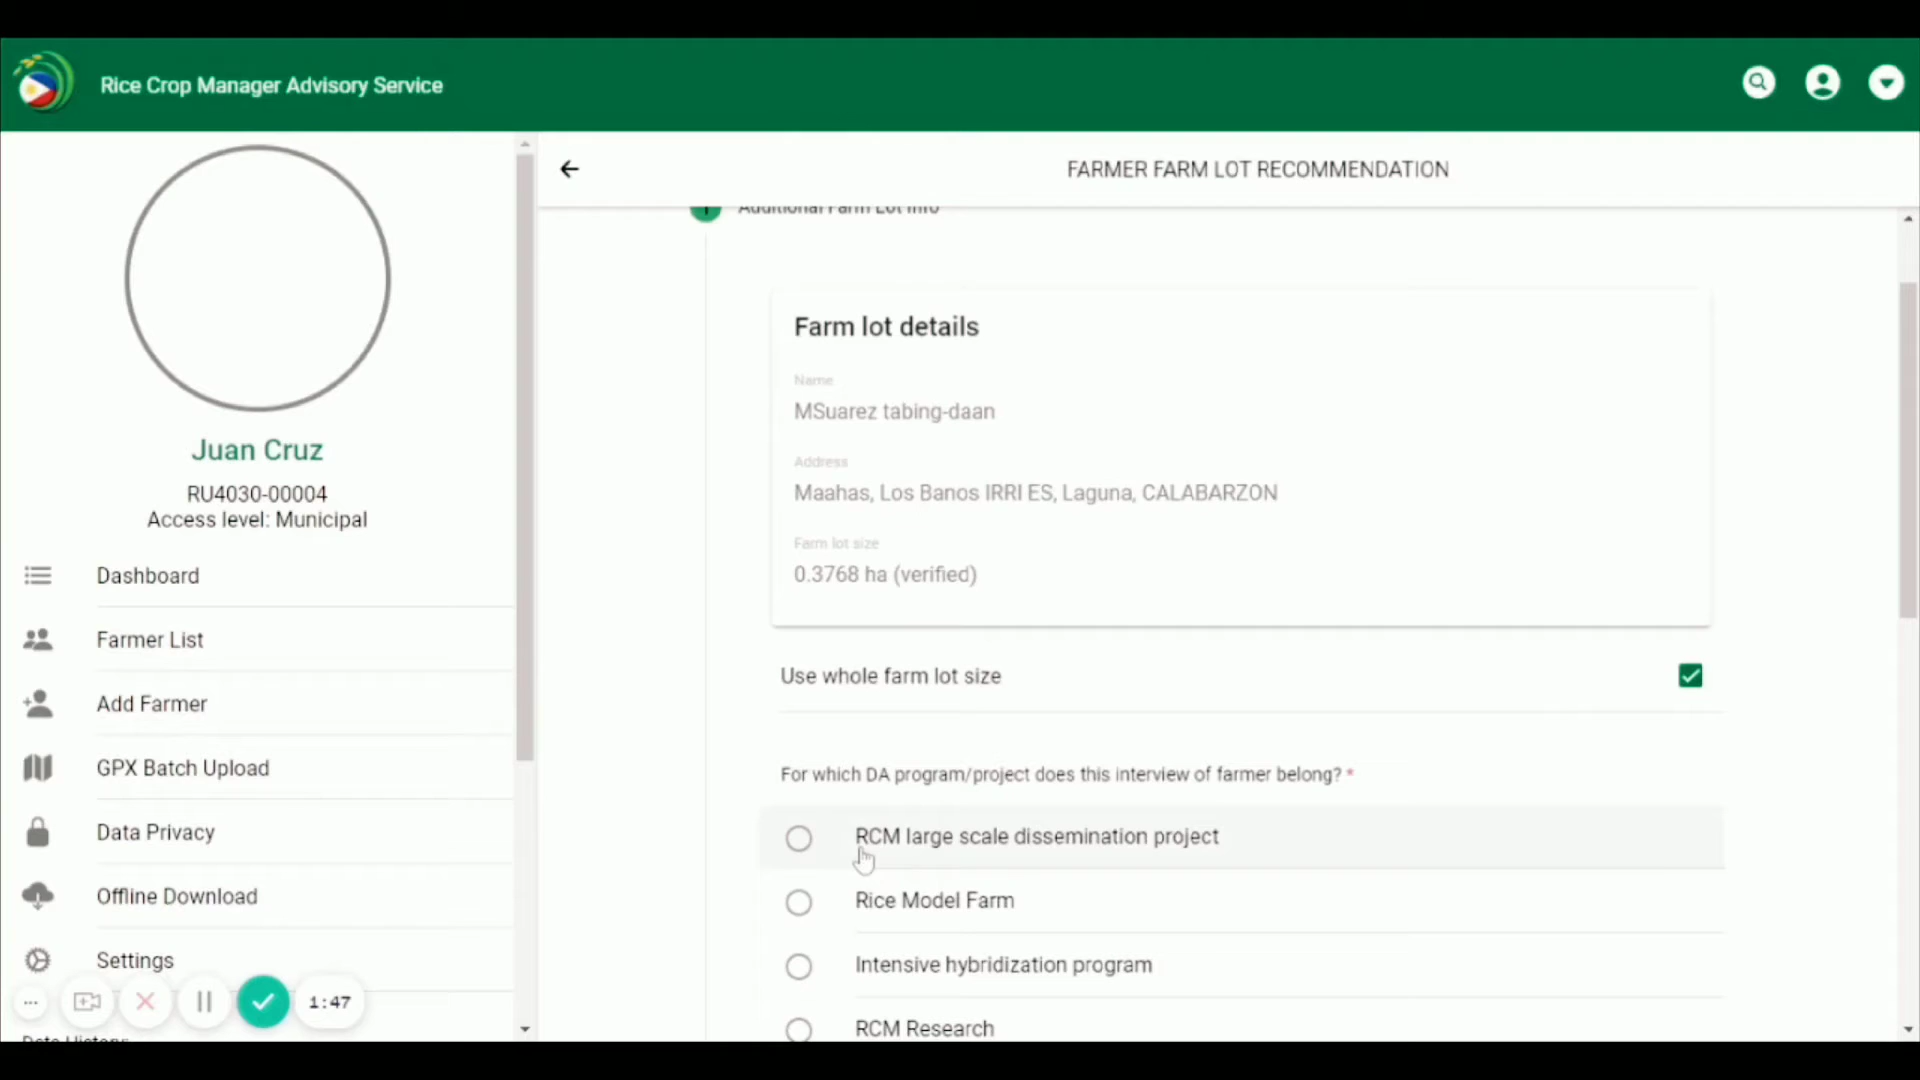 Rice Crop Manager Advisory Service
FARMER FARM LOT RECOMMENDATION
Additional Farm Lot Info
Juan Cruz
RU4030-00004
Access level: Municipal
Dashboard
Farmer List
Add Farmer
GPX Batch Upload
Data Privacy
Offline Download
Settings
1:47
Farm lot details
Name
MSuarez tabing-daan
Address
Maahas, Los Banos IRRI ES, Laguna, CALABARZON
Farm lot size
0.3768 ha (verified)
Use whole farm lot size
For which DA program/project does this interview of farmer belong? *
RCM large scale dissemination project
Rice Model Farm
Intensive hybridization program
RCM Research